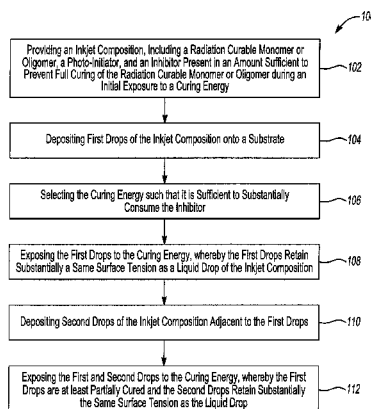 100
Providing an Inkjet Composition, Including a Radiation Curable Monomer or
Oligomer, a Photo-Initiator, and an Inhibitor Present in an Amount Sufficient to
Prevent Full Curing of the Radiation Curable Monomer or Oligomer during an
Initial Exposure to a Curing Energy
102
Depositing First Drops of the Inkjet Composition onto a Substrate
104
Selecting the Curing Energy such that it is Sufficient to Substantially
Consume the Inhibitor
106
Exposing the First Drops to the Curing Energy, whereby the First Drops Retain
Substantially a Same Surface Tension as a Liquid Drop of the Inkjet Composition
108
Depositing Second Drops of the Inkjet Composition Adjacent to the First Drops
110
Exposing the First and Second Drops to the Curing Energy, whereby the First
Drops are at least Partially Cured and the Second Drops Retain Substantially
the Same Surface Tension as the Liquid Drop
112